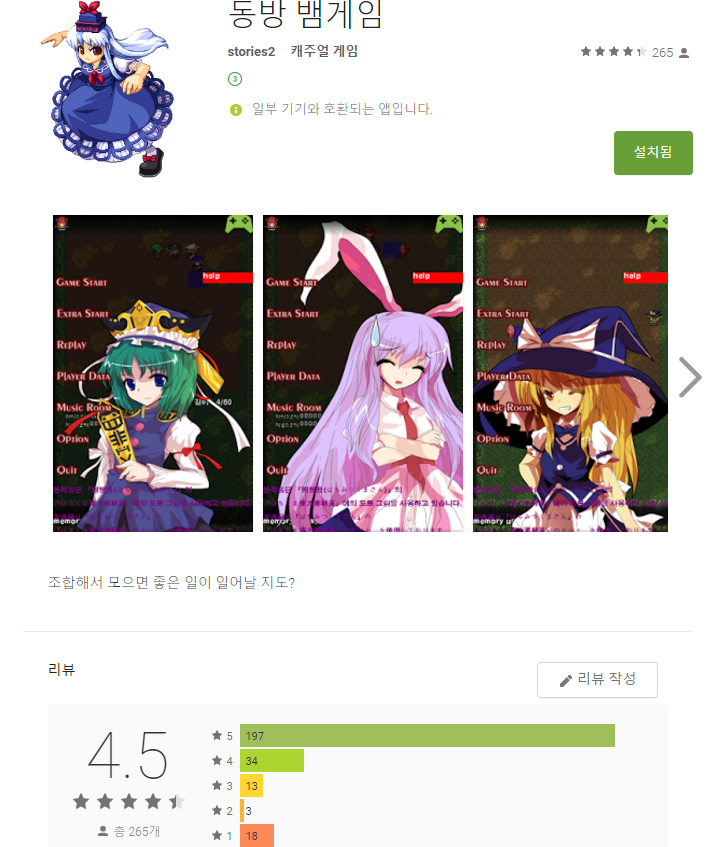 동방 뱀게임
stories2 캐주얼 게임
265
3
일부 기기와 호환되는 앱입니다.
설치됨
help
GAME START
EXTRA START
REPLAY
PLAYER DATA
MUSIC ROOM
4/60
OPTION
QUIT
help
GAME START
EXTRA START
REPLAY
PLAYER DATA
MUSIC ROOM
OPTION
QUIT
help
GAME START
EXTRA START
REPLAY
PLAYER DATA
MUSIC ROOM
OPTION
QUIT
조합해서 모으면 좋은 일이 일어날 지도?
리뷰
리뷰 작성
4.5
총 265개
5 197
4 34
3 13
2 3
1 18